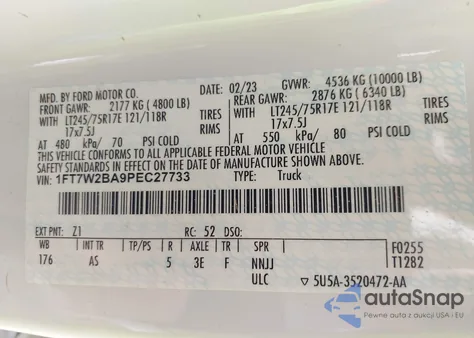 MFD. BY FORD MOTOR CO.
DATE: 02/23 GVWR: 4536 KG (10000 LB)
FRONT GAWR: 2177 KG (4800 LB) REAR GAWR: 2876 KG (6340 LB)
WITH LT245/75R17E 121/118R TIRES WITH LT245/75R17E 121/118R TIRES
17x7.5J RIMS 17x7.5J RIMS
AT 480 kPa/ 70 PSI COLD AT 550 kPa/ 80 PSI COLD
THIS VEHICLE CONFORMS TO ALL APPLICABLE FEDERAL MOTOR VEHICLE
SAFETY STANDARDS IN EFFECT ON THE DATE OF MANUFACTURE SHOWN ABOVE.
VIN: 1FT7W2BA9PEC27733 TYPE: Truck
EXT PNT: Z1 RC: 52 DSO:
WB INT TR TP/PS R AXLE TR SPR F0255
176 AS 5 3E F NNJJ T1282
ULC ▽ 5U5A-3520472-AA
autaSnap
Pewne auta z aukcji USA i EU